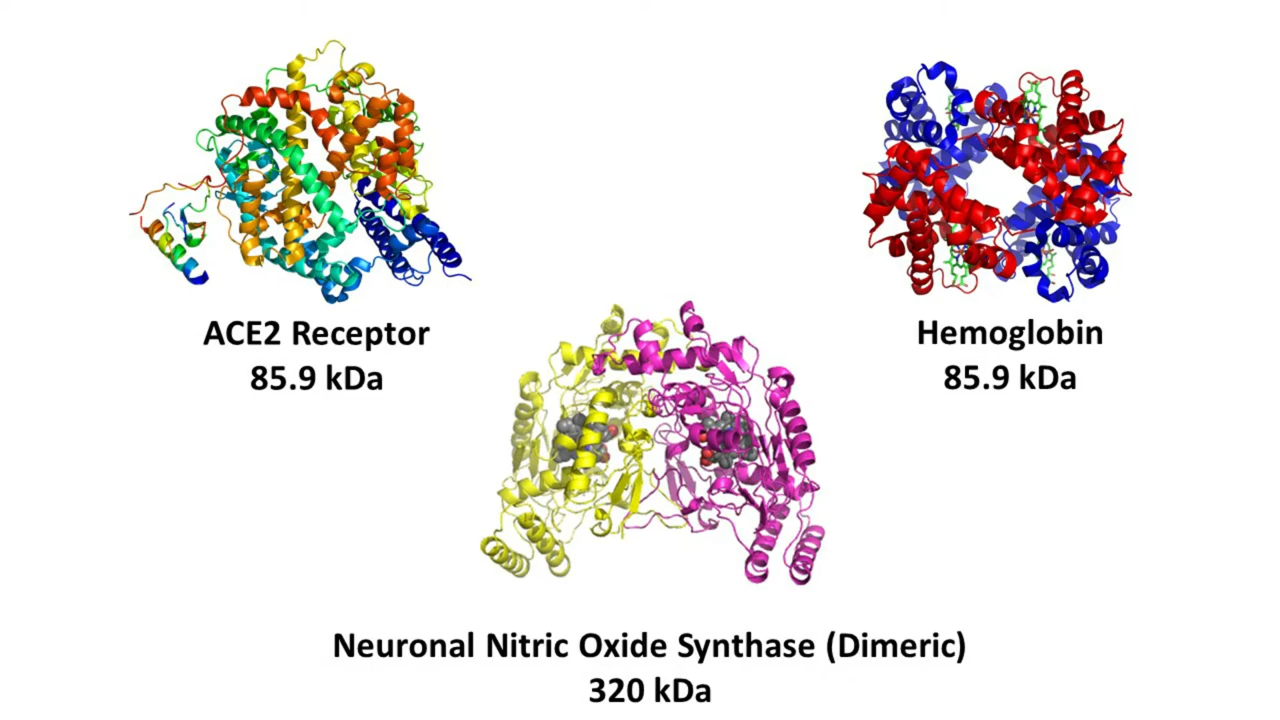 ACE2 Receptor
85.9 kDa
Hemoglobin
85.9 kDa
Neuronal Nitric Oxide Synthase (Dimeric)
320 kDa